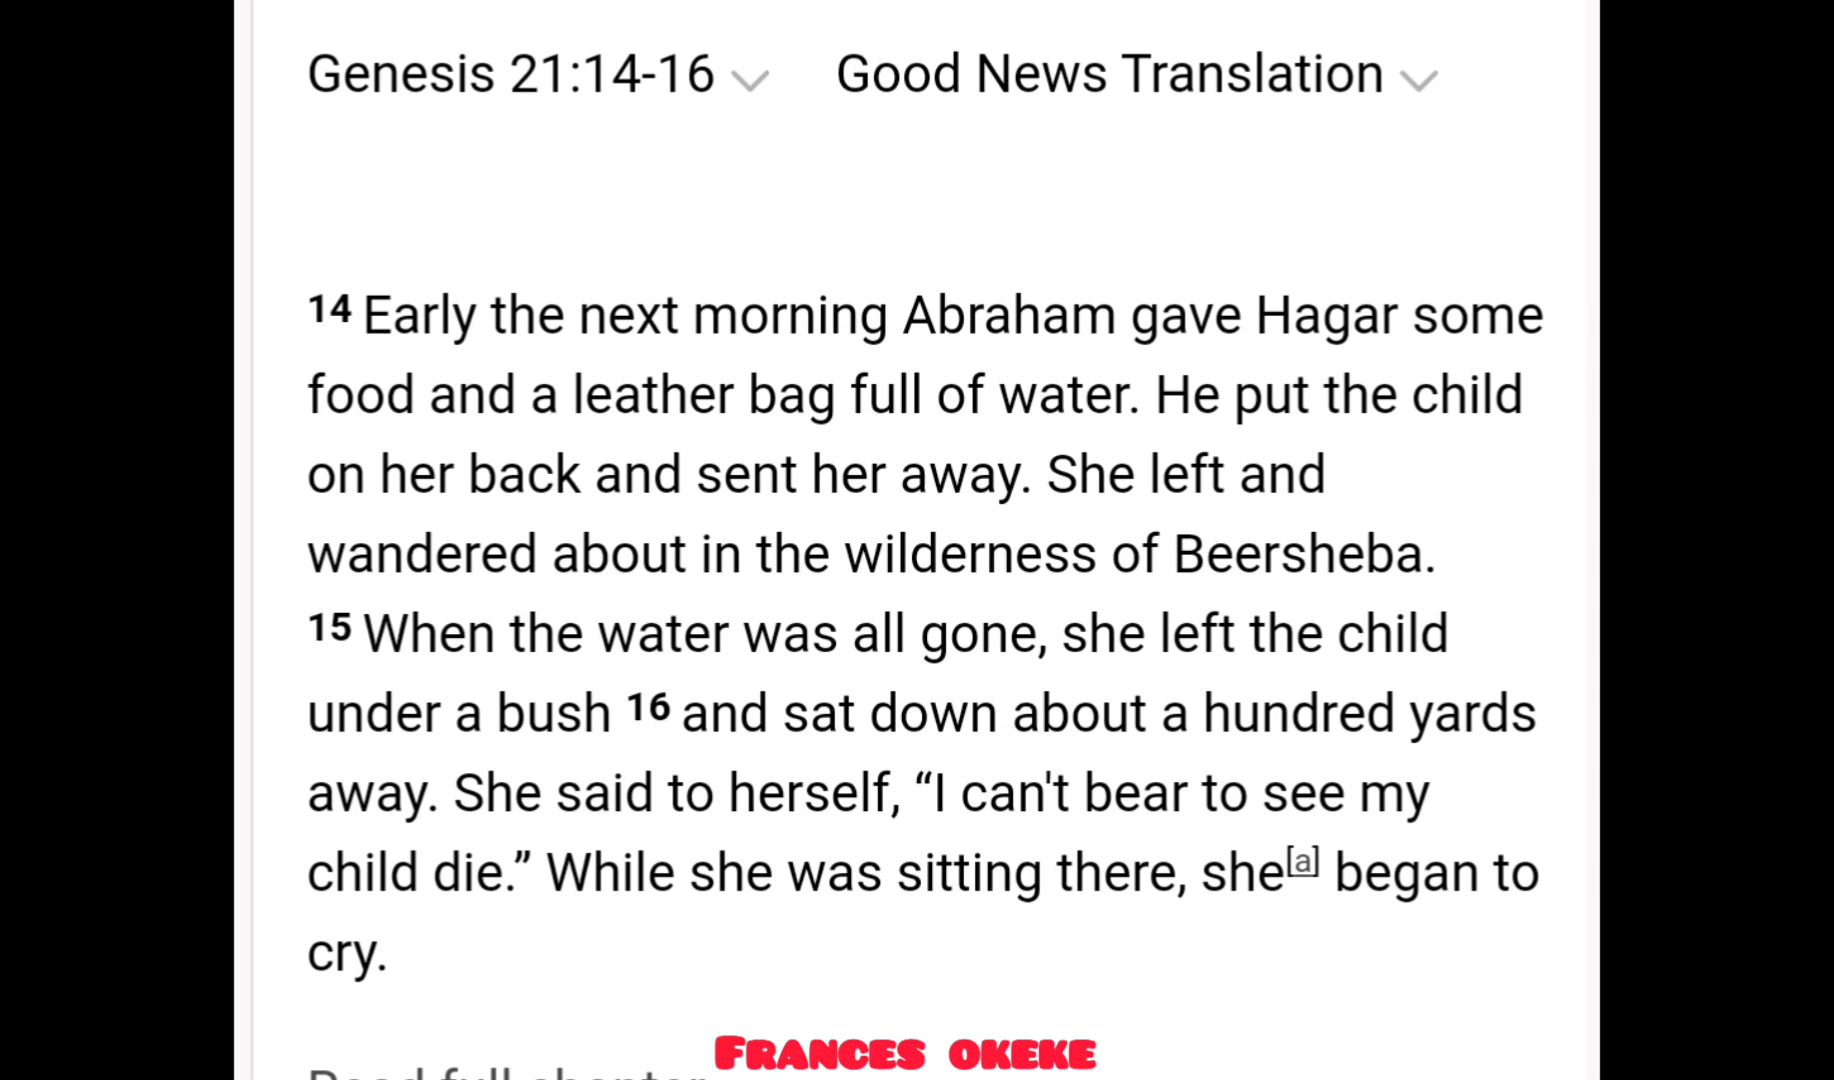 Genesis 21:14-16 Good News Translation
14 Early the next morning Abraham gave Hagar some
food and a leather bag full of water. He put the child
on her back and sent her away. She left and
wandered about in the wilderness of Beersheba.
15 When the water was all gone, she left the child
under a bush 16 and sat down about a hundred yards
away. She said to herself, “I can't bear to see my
child die.” While she was sitting there, she[a] began to
cry.
FRANCES OKEKE
Read full chapter